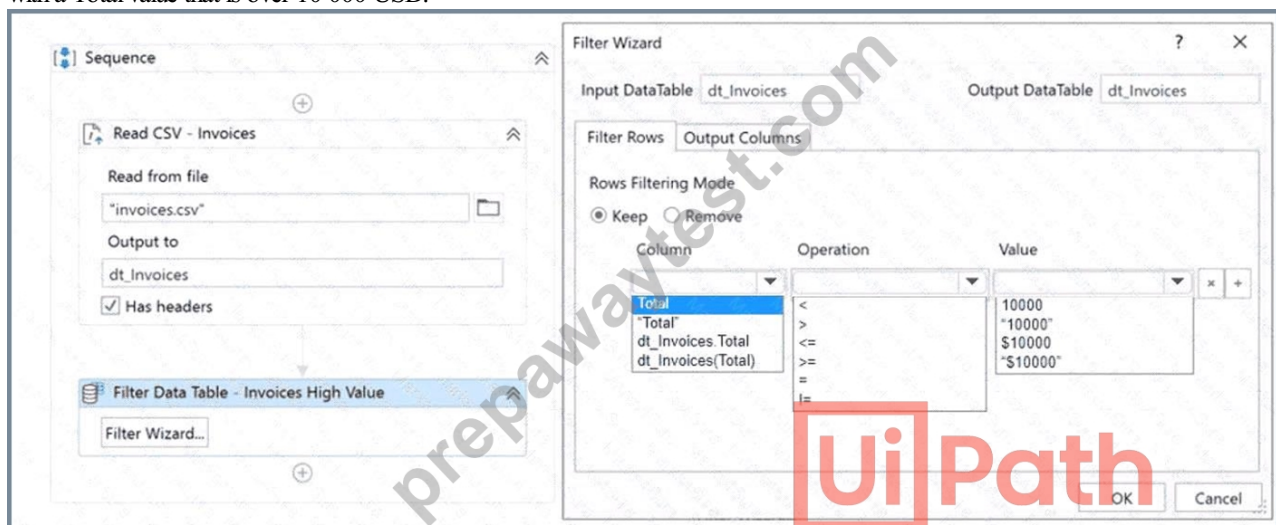 with a Total value that is over 10 000 USD.
Sequence
Read CSV - Invoices
Read from file
"invoices.csv"
Output to
dt_Invoices
Has headers
Filter Data Table - Invoices High Value
Filter Wizard...
Filter Wizard ? ×
Input DataTable dt_Invoices Output DataTable dt_Invoices
Filter Rows Output Columns
Rows Filtering Mode
Keep Remove
Column Operation Value
Total < 10000
"Total" > "10000"
dt_Invoices.Total <= $10000
dt_Invoices(Total) >= "$10000"
=
!=
OK Cancel
prepawaytest.com
UiPath